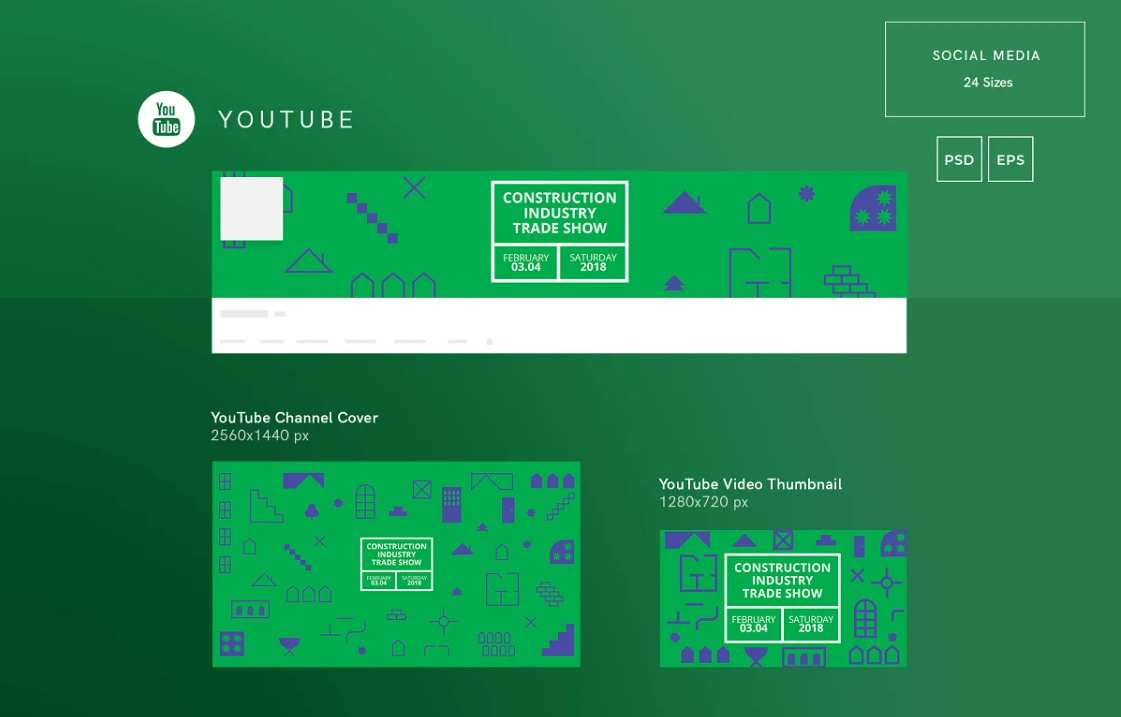 SOCIAL MEDIA
24 Sizes
PSD
EPS
You
Tube
YOUTUBE
CONSTRUCTION
INDUSTRY
TRADE SHOW
FEBRUARY
03.04
SATURDAY
2018
YouTube Channel Cover
2560x1440 px
CONSTRUCTION
INDUSTRY
TRADE SHOW
FEBRUARY
03.04
SATURDAY
2018
YouTube Video Thumbnail
1280x720 px
CONSTRUCTION
INDUSTRY
TRADE SHOW
FEBRUARY
03.04
SATURDAY
2018